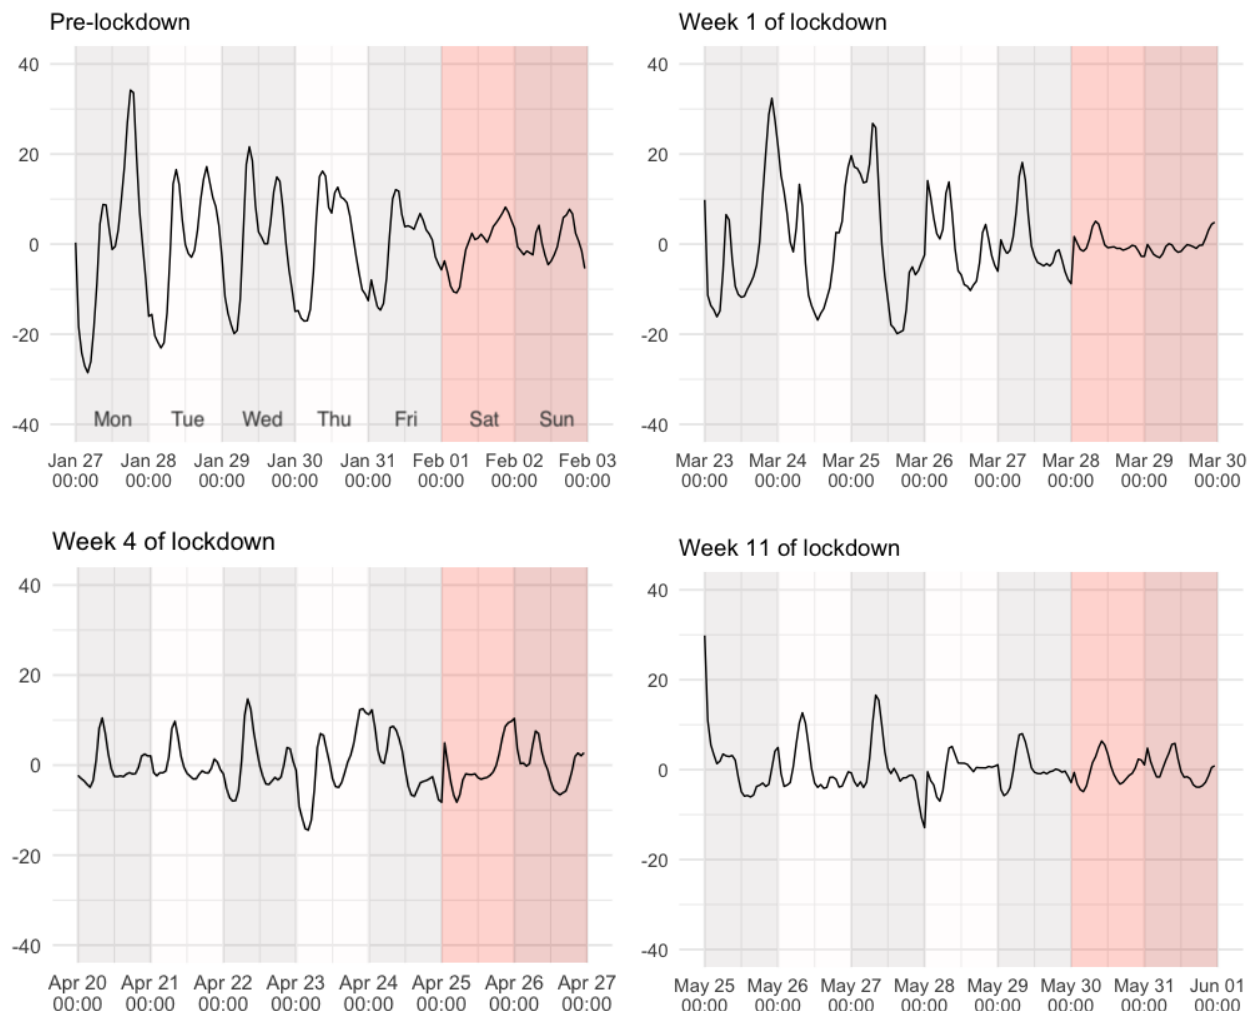 Pre-lockdown
40
20
0
-20
-40
Mon Tue Wed Thu Fri Sat Sun
Jan 27 Jan 28 Jan 29 Jan 30 Jan 31 Feb 01 Feb 02 Feb 03
00:00 00:00 00:00 00:00 00:00 00:00 00:00 00:00
Week 1 of lockdown
40
20
0
-20
-40
Mar 23 Mar 24 Mar 25 Mar 26 Mar 27 Mar 28 Mar 29 Mar 30
00:00 00:00 00:00 00:00 00:00 00:00 00:00 00:00
Week 4 of lockdown
40
20
0
-20
-40
Apr 20 Apr 21 Apr 22 Apr 23 Apr 24 Apr 25 Apr 26 Apr 27
00:00 00:00 00:00 00:00 00:00 00:00 00:00 00:00
Week 11 of lockdown
40
20
0
-20
-40
May 25 May 26 May 27 May 28 May 29 May 30 May 31 Jun 01
00:00 00:00 00:00 00:00 00:00 00:00 00:00 00:00